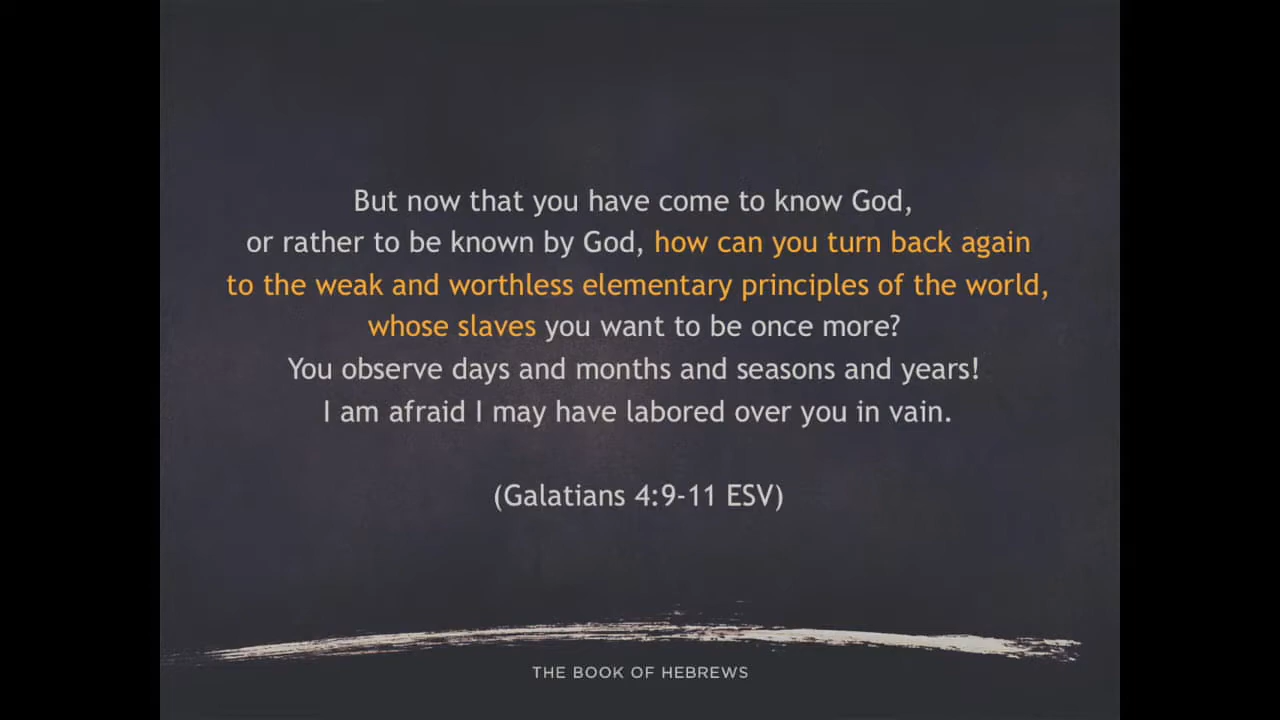 But now that you have come to know God,
or rather to be known by God, how can you turn back again
to the weak and worthless elementary principles of the world,
whose slaves you want to be once more?
You observe days and months and seasons and years!
I am afraid I may have labored over you in vain.
(Galatians 4:9-11 ESV)
THE BOOK OF HEBREWS